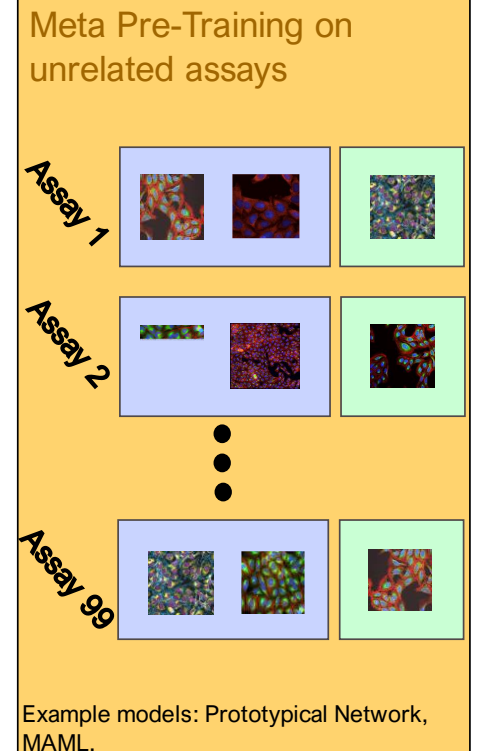 Meta Pre-Training on
unrelated assays
Assay 1
Assay 2
Assay 99
Example models: Prototypical Network,
MAML.